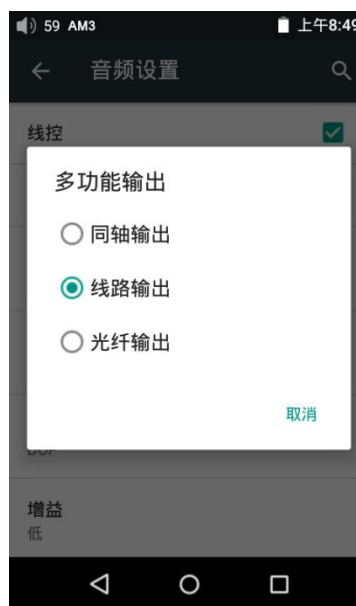 59 AM3 上午8:49
音频设置
线控
多功能输出
同轴输出
线路输出
光纤输出
取消
增益
低